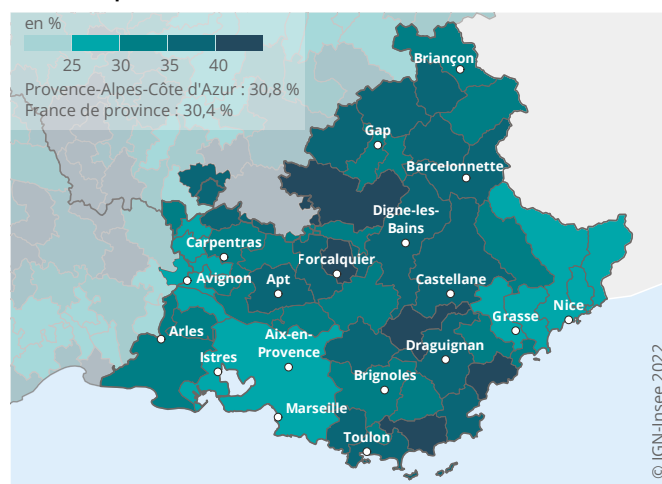 en %
25 30 35 40
Provence-Alpes-Côte d'Azur : 30,8 %
France de province : 30,4 %
Briançon
Gap
Barcelonnette
Digne-les-
Bains
Carpentras
Forcalquier
Avignon
Apt
Castellane
Nice
Grasse
Arles
Aix-en-
Provence
Istres
Draguignan
Brignoles
Marseille
Toulon
© IGN-Insee 2022